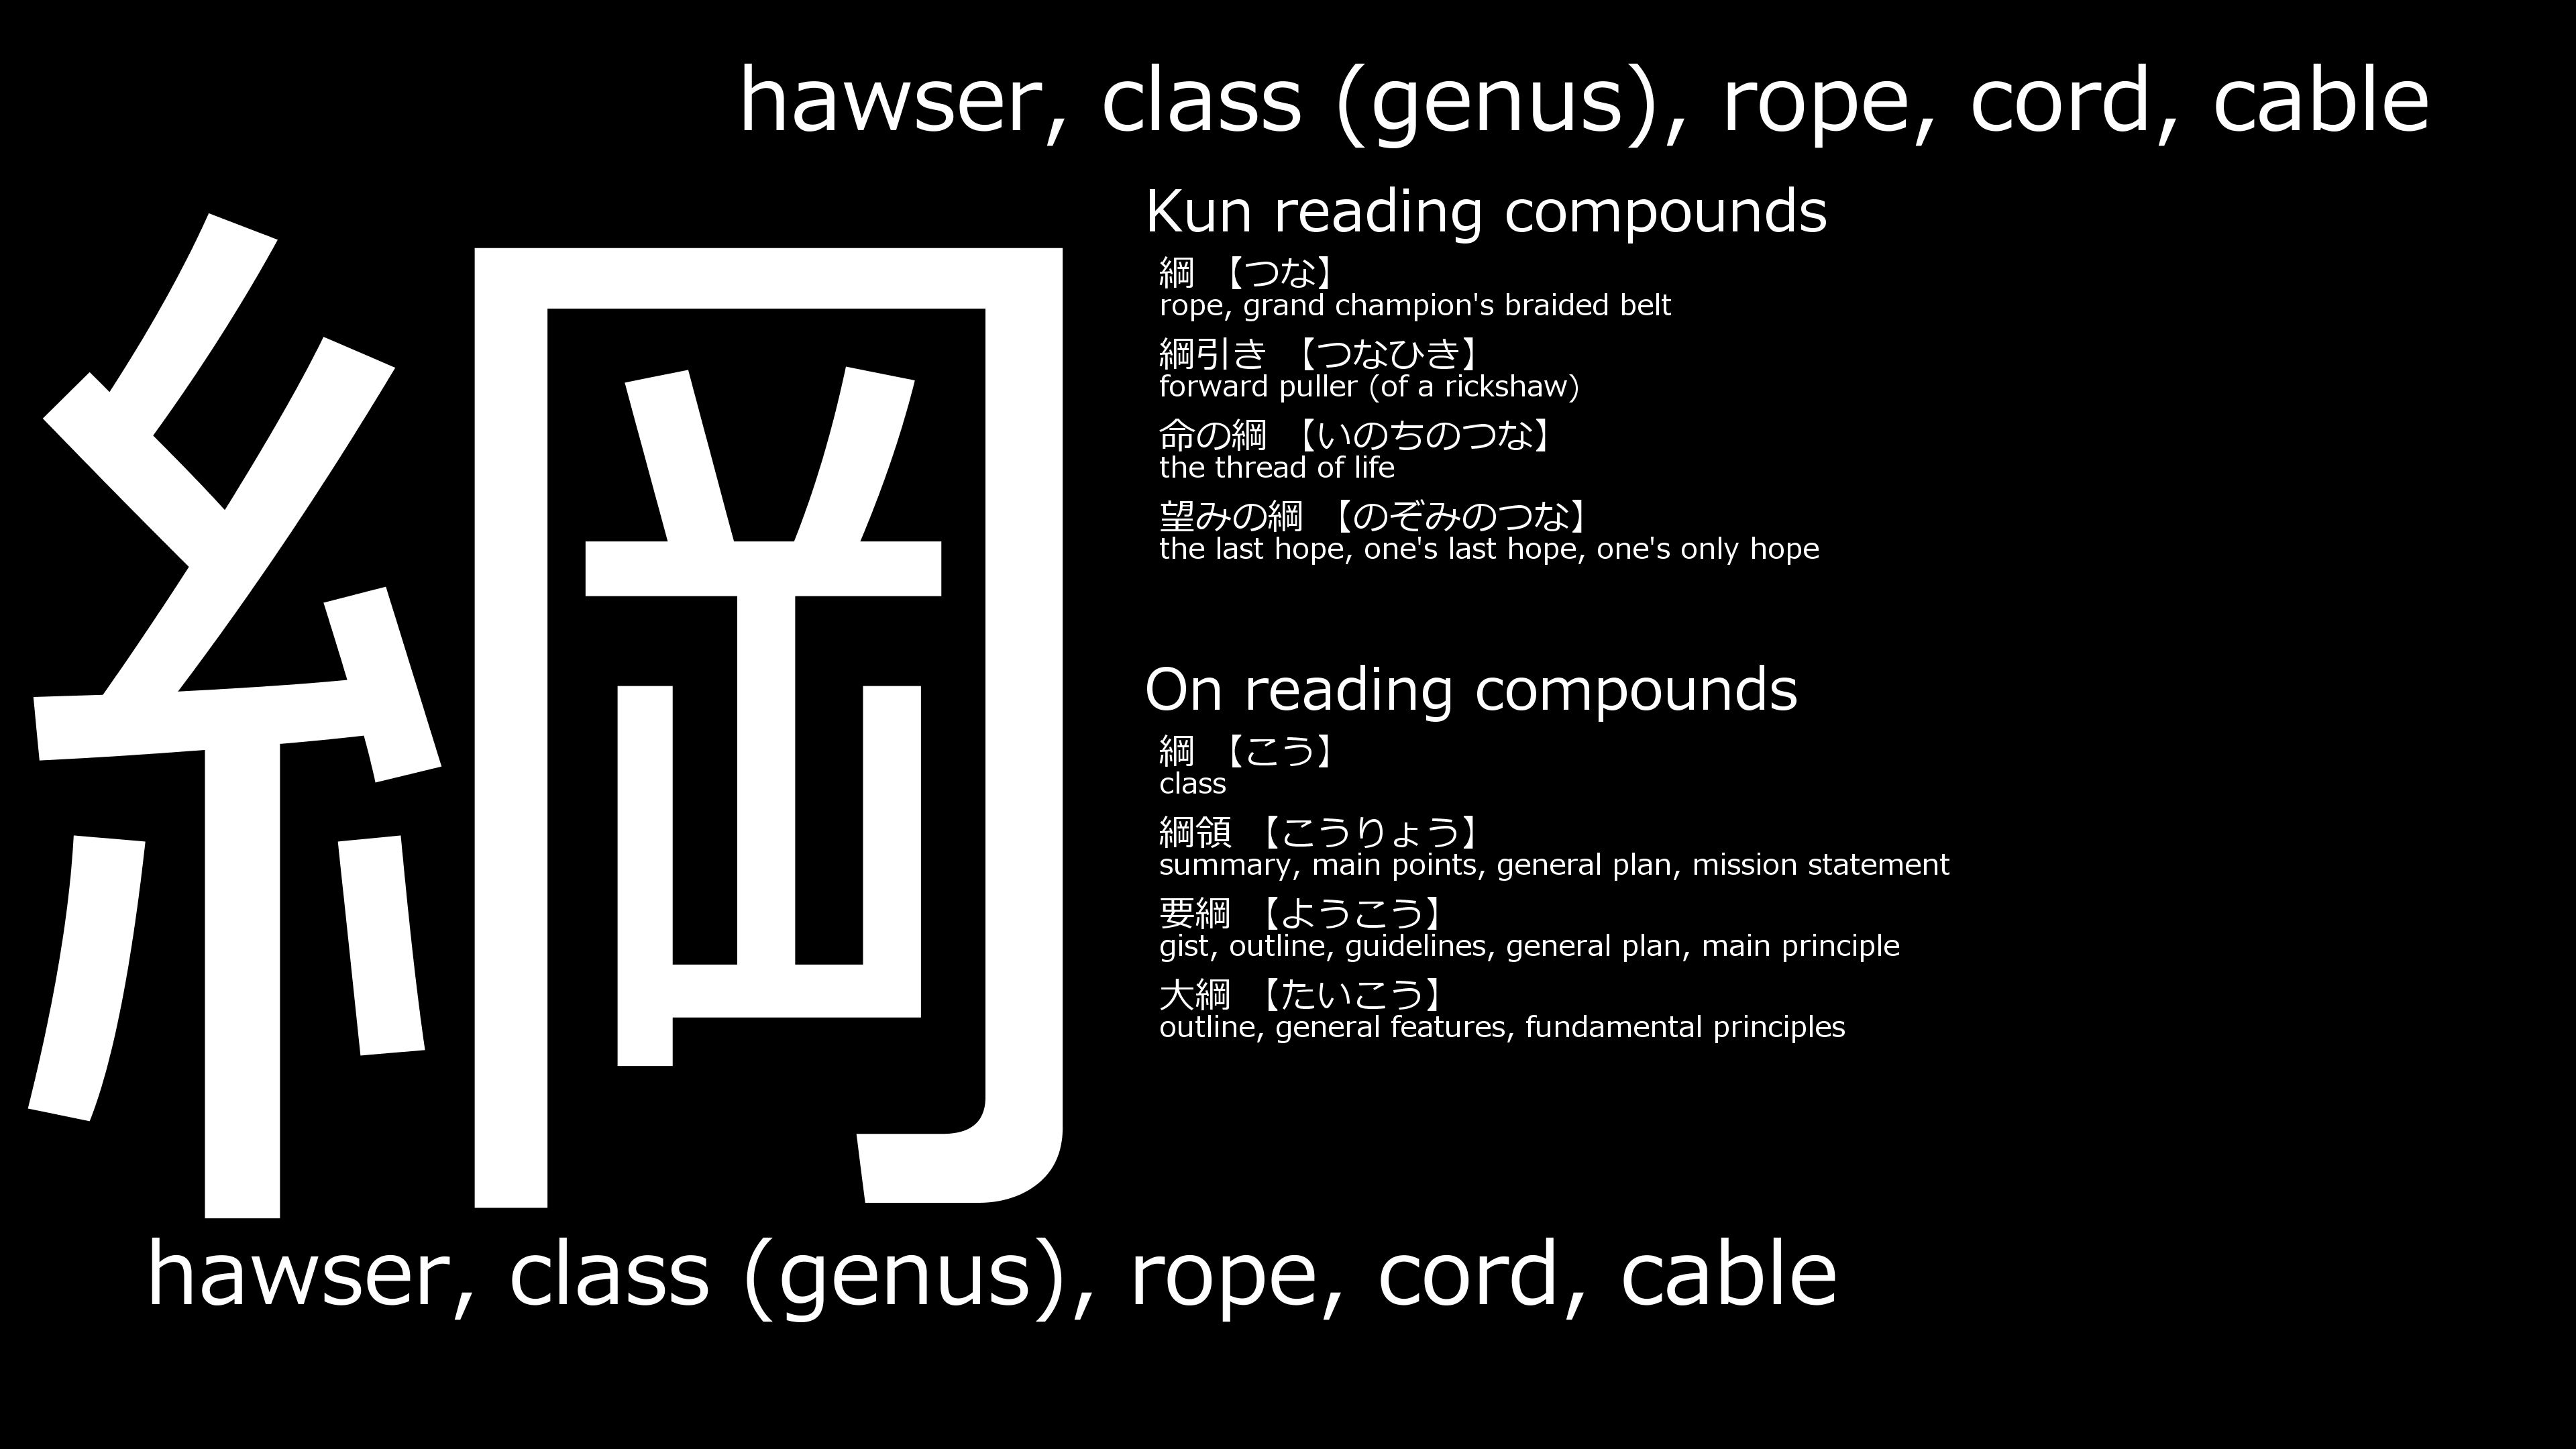 hawser, class (genus), rope, cord, cable
綱
Kun reading compounds
綱 【つな】
rope, grand champion's braided belt
綱引き 【つなひき】
forward puller (of a rickshaw)
命の綱 【いのちのつな】
the thread of life
望みの綱 【のぞみのつな】
the last hope, one's last hope, one's only hope
On reading compounds
綱 【こう】
class
綱領 【こうりょう】
summary, main points, general plan, mission statement
要綱 【ようこう】
gist, outline, guidelines, general plan, main principle
大綱 【たいこう】
outline, general features, fundamental principles
hawser, class (genus), rope, cord, cable